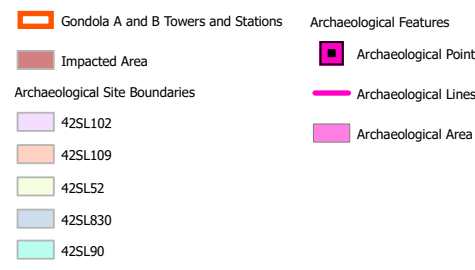 Gondola A and B Towers and Stations
Impacted Area
Archaeological Site Boundaries
42SL102
42SL109
42SL52
42SL830
42SL90
Archaeological Features
Archaeological Point
Archaeological Lines
Archaeological Area